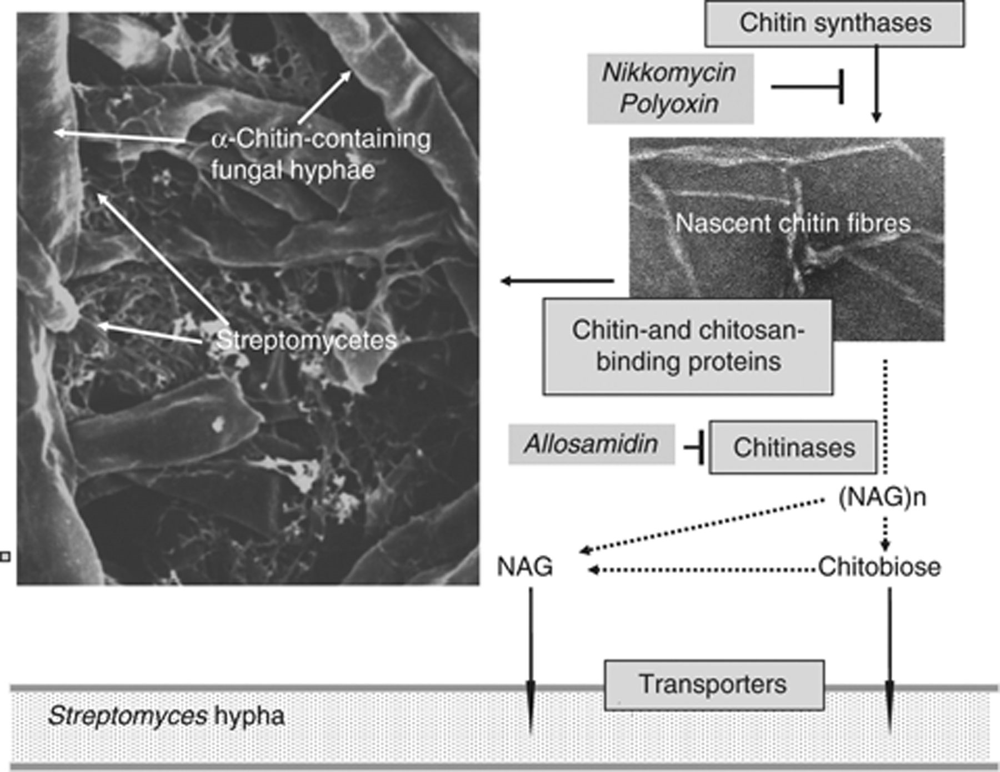 Chitin synthases
Nikkomycin
Polyoxin
α-Chitin-containing
fungal hyphae
Nascent chitin fibres
Streptomycetes
Chitin-and chitosan-
binding proteins
Allosamidin
Chitinases
(NAG)n
NAG
Chitobiose
Transporters
Streptomyces hypha